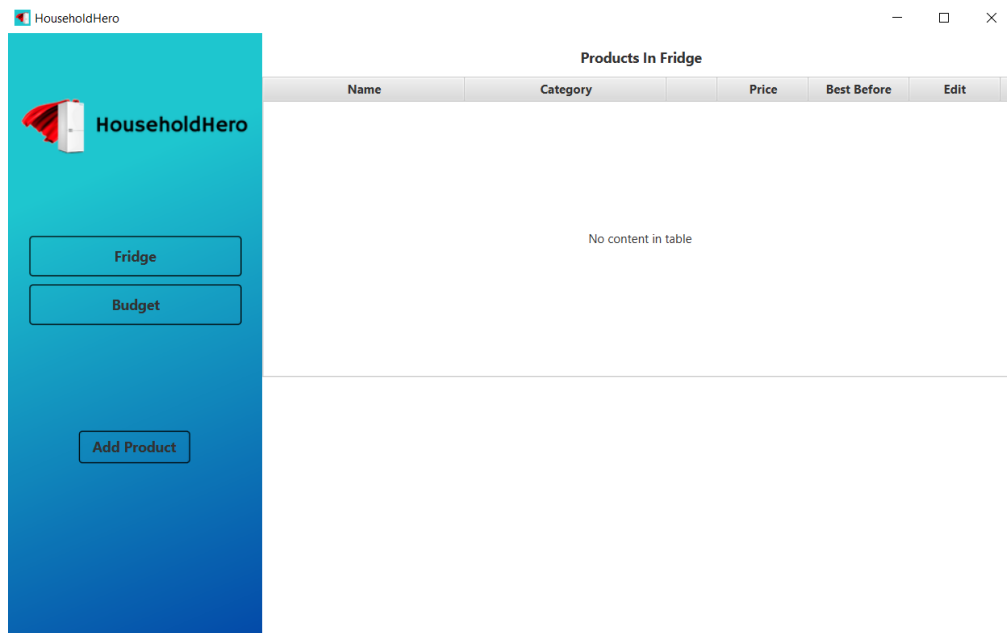 HouseholdHero
Products In Fridge
Name Category Price Best Before Edit
HouseholdHero
No content in table
Fridge
Budget
Add Product